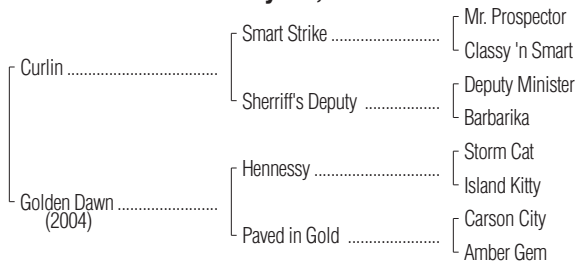 Mr. Prospector
Smart Strike ..............................
Classy 'n Smart
Curlin ..........................................
Deputy Minister
Sherriff's Deputy .....................
Barbarika
Storm Cat
Hennessy ...........................
Island Kitty
Golden Dawn ............................
(2004)
Carson City
Paved in Gold .........................
Amber Gem